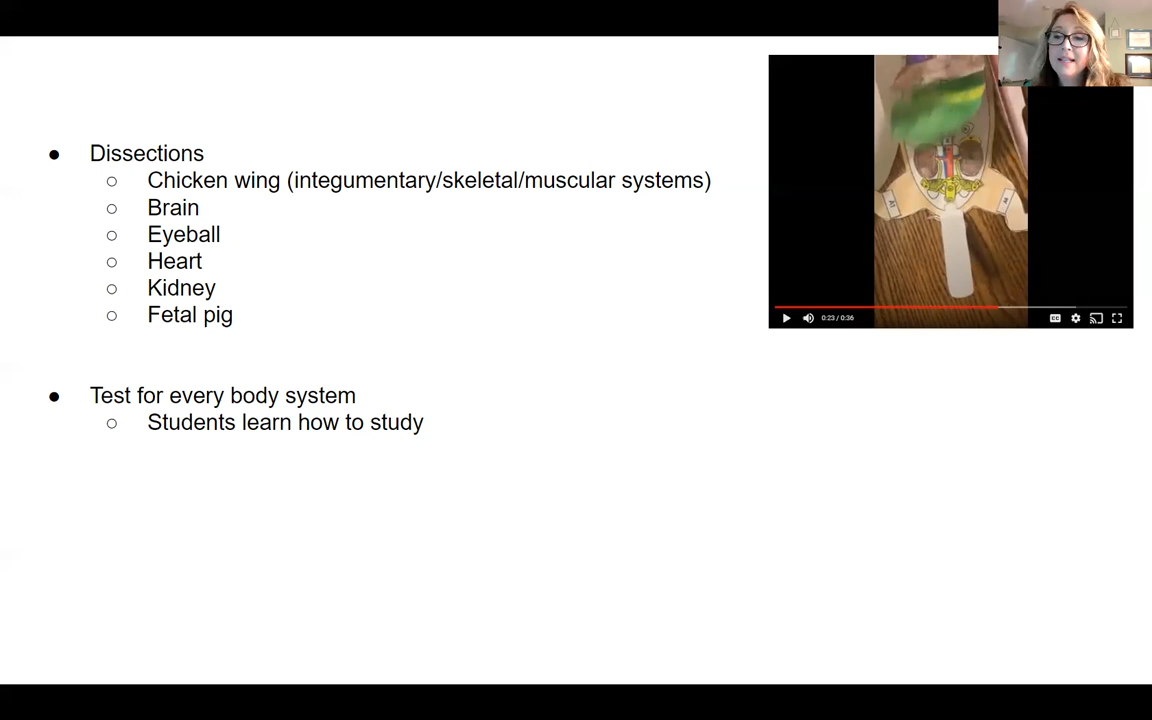 ● Dissections
○ Chicken wing (integumentary/skeletal/muscular systems)
○ Brain
○ Eyeball
○ Heart
○ Kidney
○ Fetal pig
● Test for every body system
○ Students learn how to study
0:23 / 0:36
CC